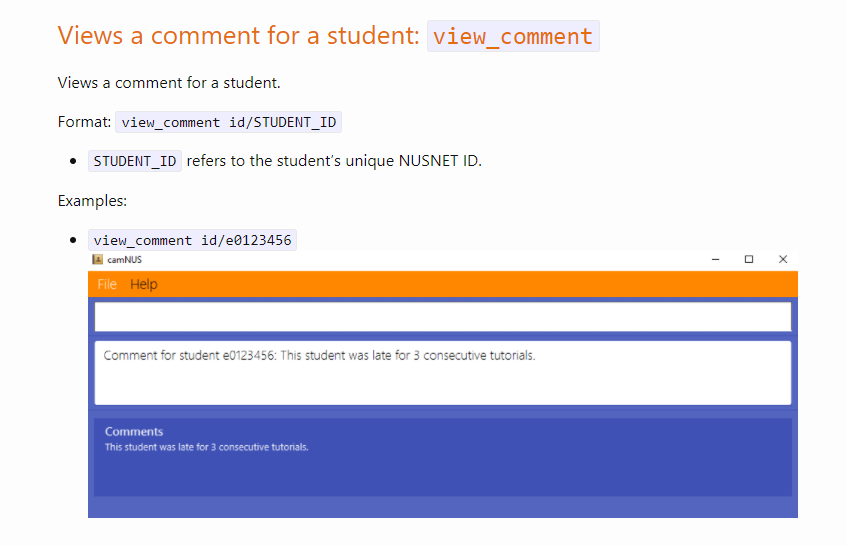 Views a comment for a student: view_comment
Views a comment for a student.
Format: view_comment id/STUDENT_ID
STUDENT_ID refers to the student’s unique NUSNET ID.
Examples:
view_comment id/e0123456
camNUS
File Help
Comment for student e0123456: This student was late for 3 consecutive tutorials.
Comments
This student was late for 3 consecutive tutorials.